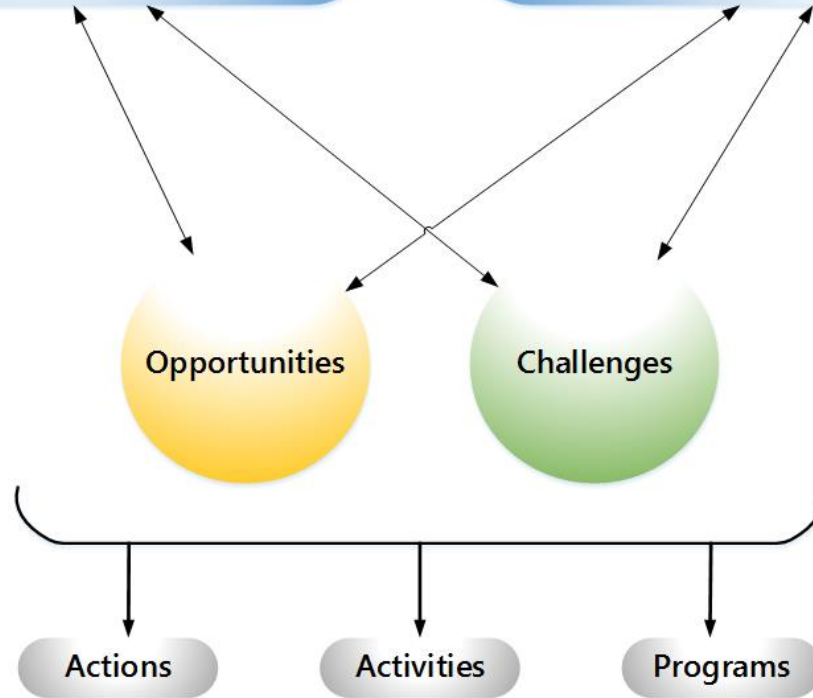 Opportunities
Challenges
Actions
Activities
Programs